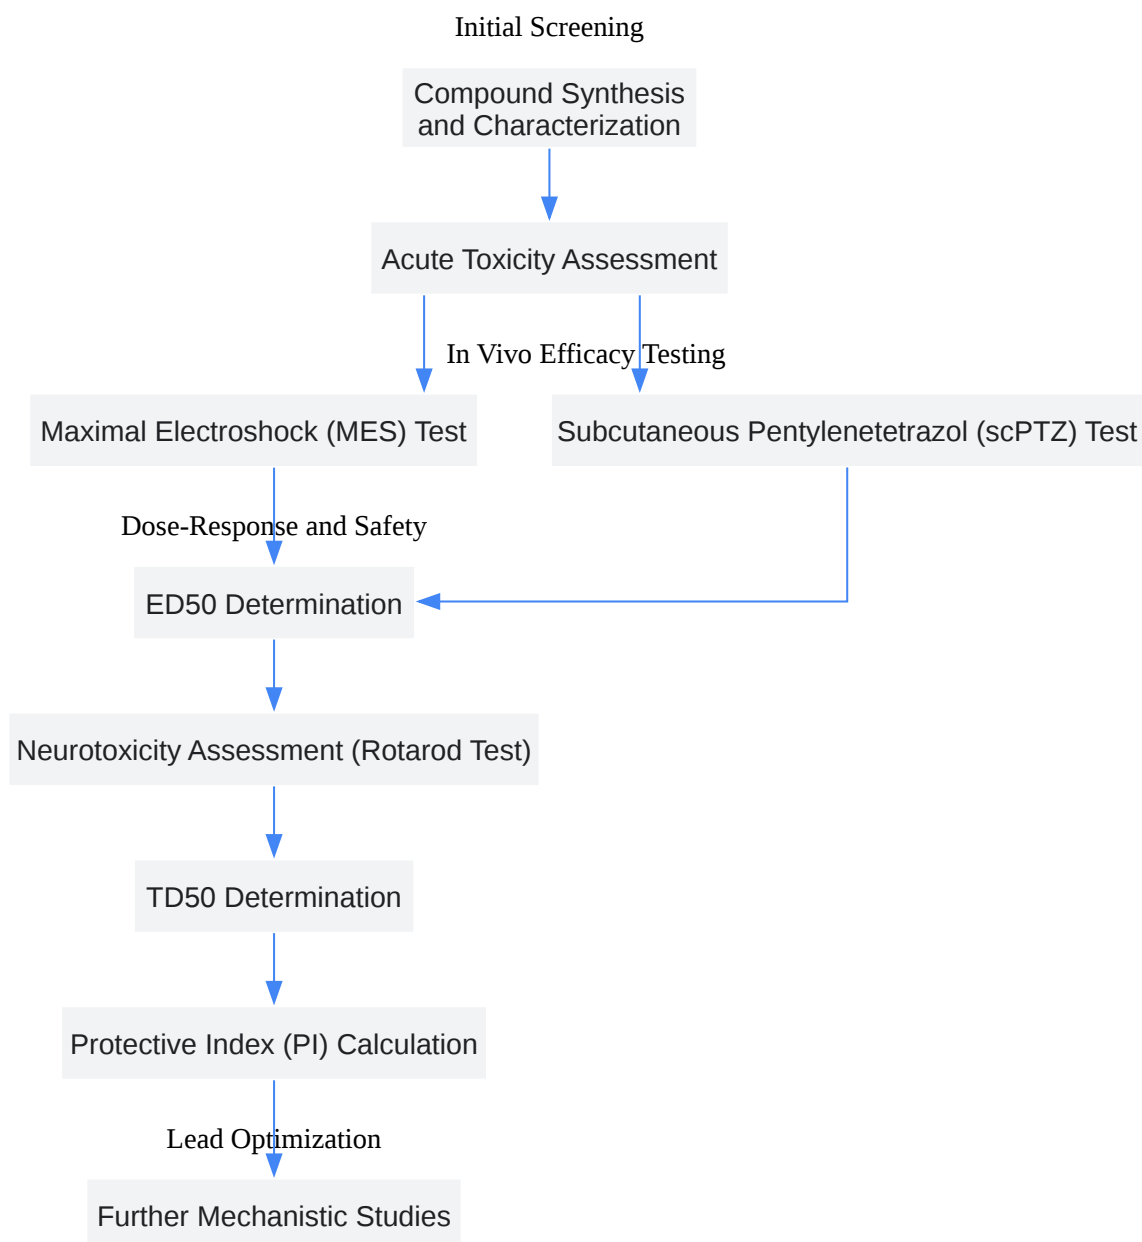 Initial Screening
Compound Synthesis
and Characterization
Acute Toxicity Assessment
In Vivo Efficacy Testing
Maximal Electroshock (MES) Test
Subcutaneous Pentylenetetrazol (scPTZ) Test
Dose-Response and Safety
ED50 Determination
Neurotoxicity Assessment (Rotarod Test)
TD50 Determination
Protective Index (PI) Calculation
Lead Optimization
Further Mechanistic Studies